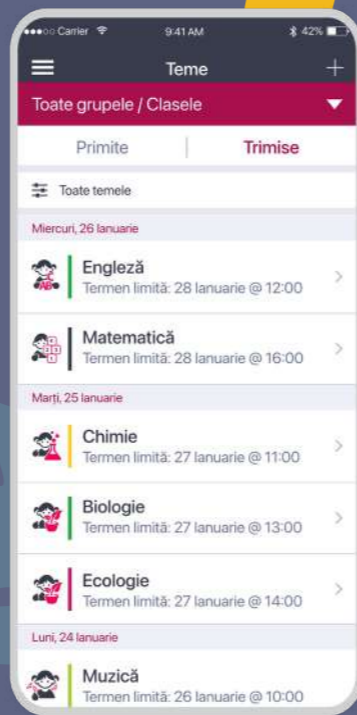 Carrier 9:41 AM 42%
Teme
Toate grupele / Clasele
Primite Trimise
Toate temele
Miercuri, 26 Ianuarie
Engleză
Termen limită: 28 Ianuarie @ 12:00
Matematică
Termen limită: 28 Ianuarie @ 16:00
Marți, 25 Ianuarie
Chimie
Termen limită: 27 Ianuarie @ 11:00
Biologie
Termen limită: 27 Ianuarie @ 13:00
Ecologie
Termen limită: 27 Ianuarie @ 14:00
Luni, 24 Ianuarie
Muzică
Termen limită: 26 Ianuarie @ 10:00